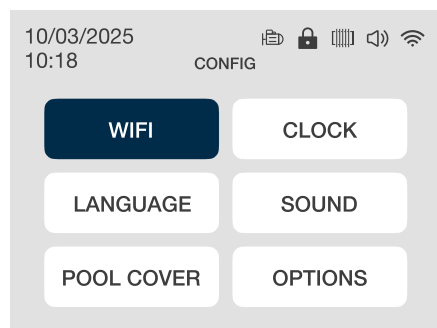 10/03/2025
10:18
CONFIG
WIFI
CLOCK
LANGUAGE
SOUND
POOL COVER
OPTIONS